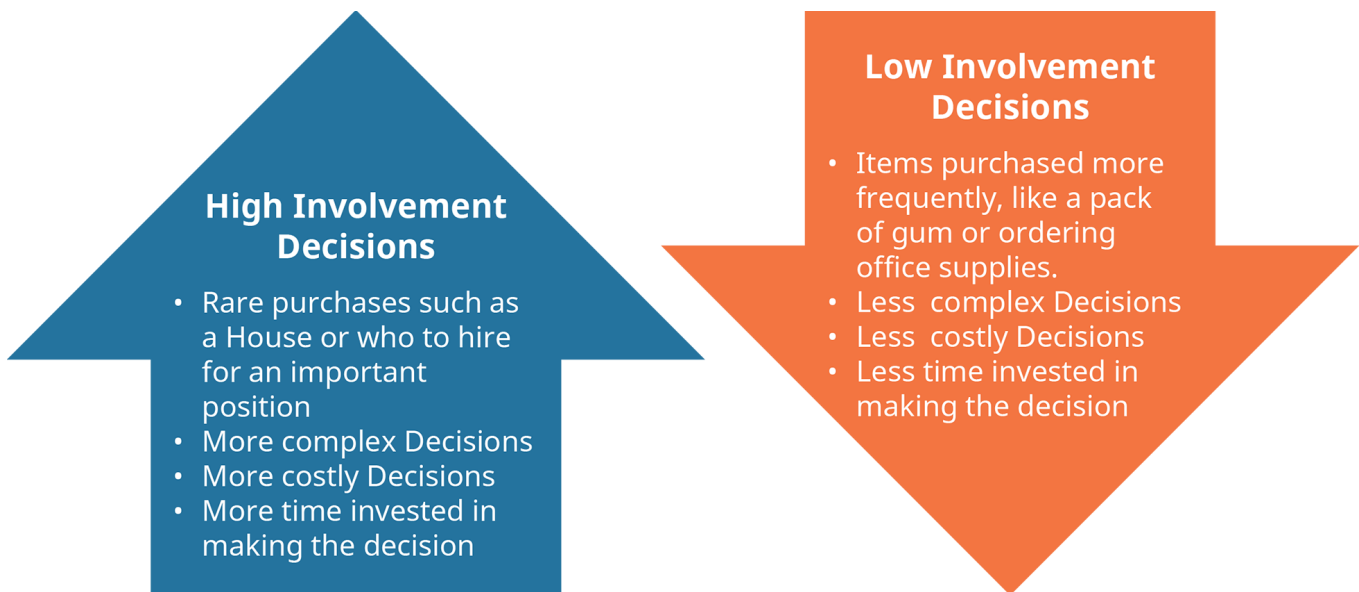 High Involvement
Decisions
• Rare purchases such as
a House or who to hire
for an important
position
• More complex Decisions
• More costly Decisions
• More time invested in
making the decision
Low Involvement
Decisions
• Items purchased more
frequently, like a pack
of gum or ordering
office supplies.
• Less  complex Decisions
• Less  costly Decisions
• Less time invested in
making the decision